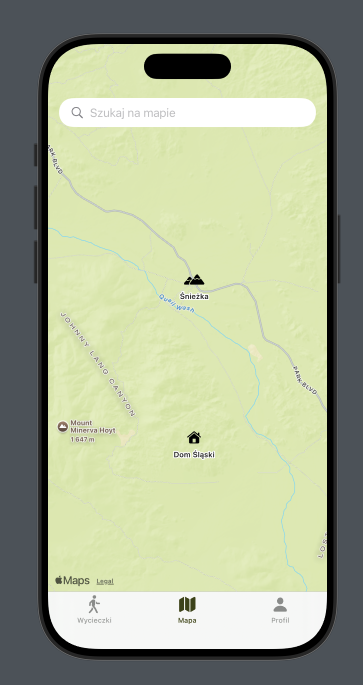 Szukaj na mapie
PARK BLVD
Śnieżka
Quail Wash
JOHNNY LANG CANYON
PARK BLVD
Mount
Minerva Hoyt
1 647 m
Dom Śląski
LOST
Maps
Legal
Wycieczki
Mapa
Profil